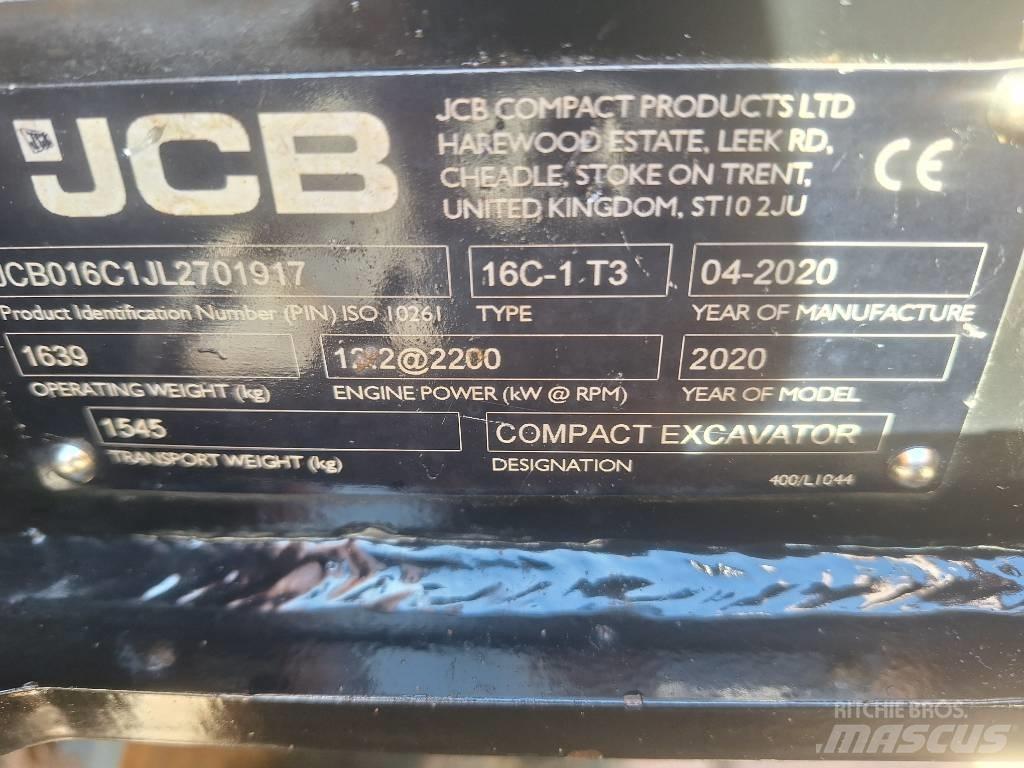 JCB
JCB COMPACT PRODUCTS LTD
HAREWOOD ESTATE, LEEK RD,
CHEADLE, STOKE ON TRENT,
UNITED KINGDOM, ST10 2JU
CE
JCB016C1JL2701917
16C-1 T3
04-2020
Product Identification Number (PIN) ISO 10261
TYPE
YEAR OF MANUFACTURE
1639
2020
OPERATING WEIGHT (kg)
ENGINE POWER (kW @ RPM)
YEAR OF MODEL
1545
COMPACT EXCAVATOR
TRANSPORT WEIGHT (kg)
DESIGNATION
400/L1044
RITCHIE BROS.
MASCUS